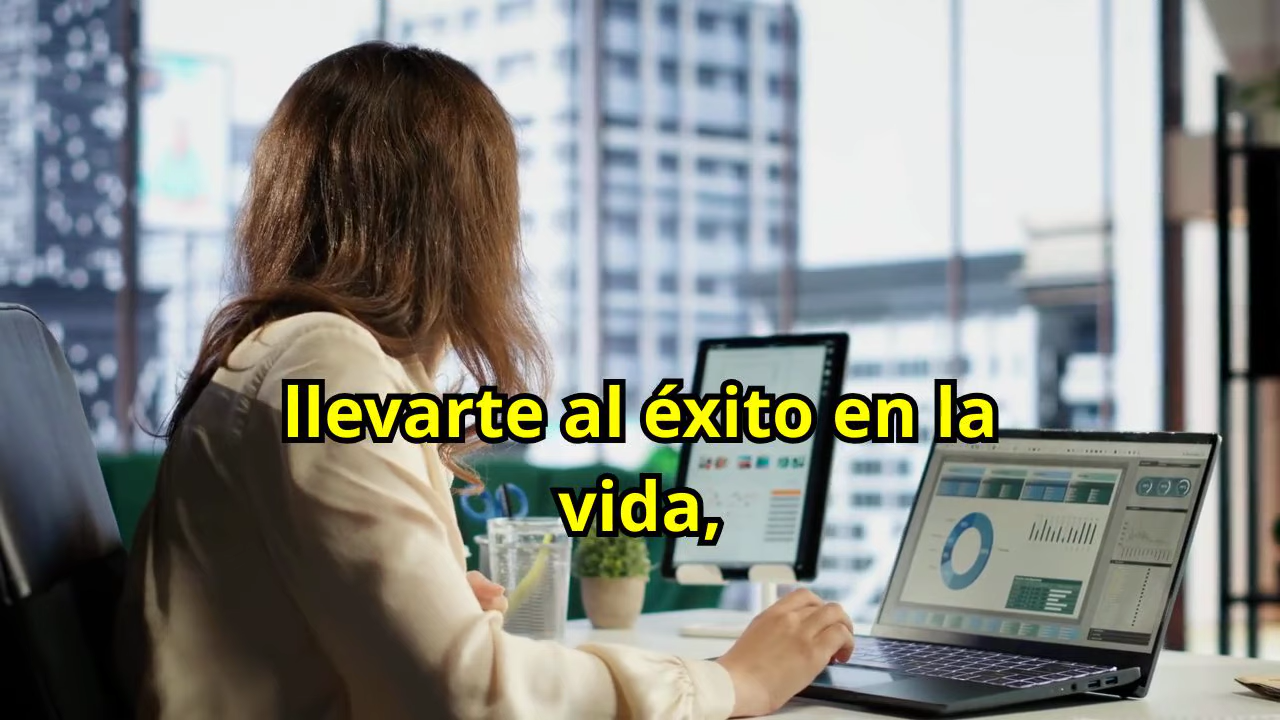 llevarte al éxito en la
vida,